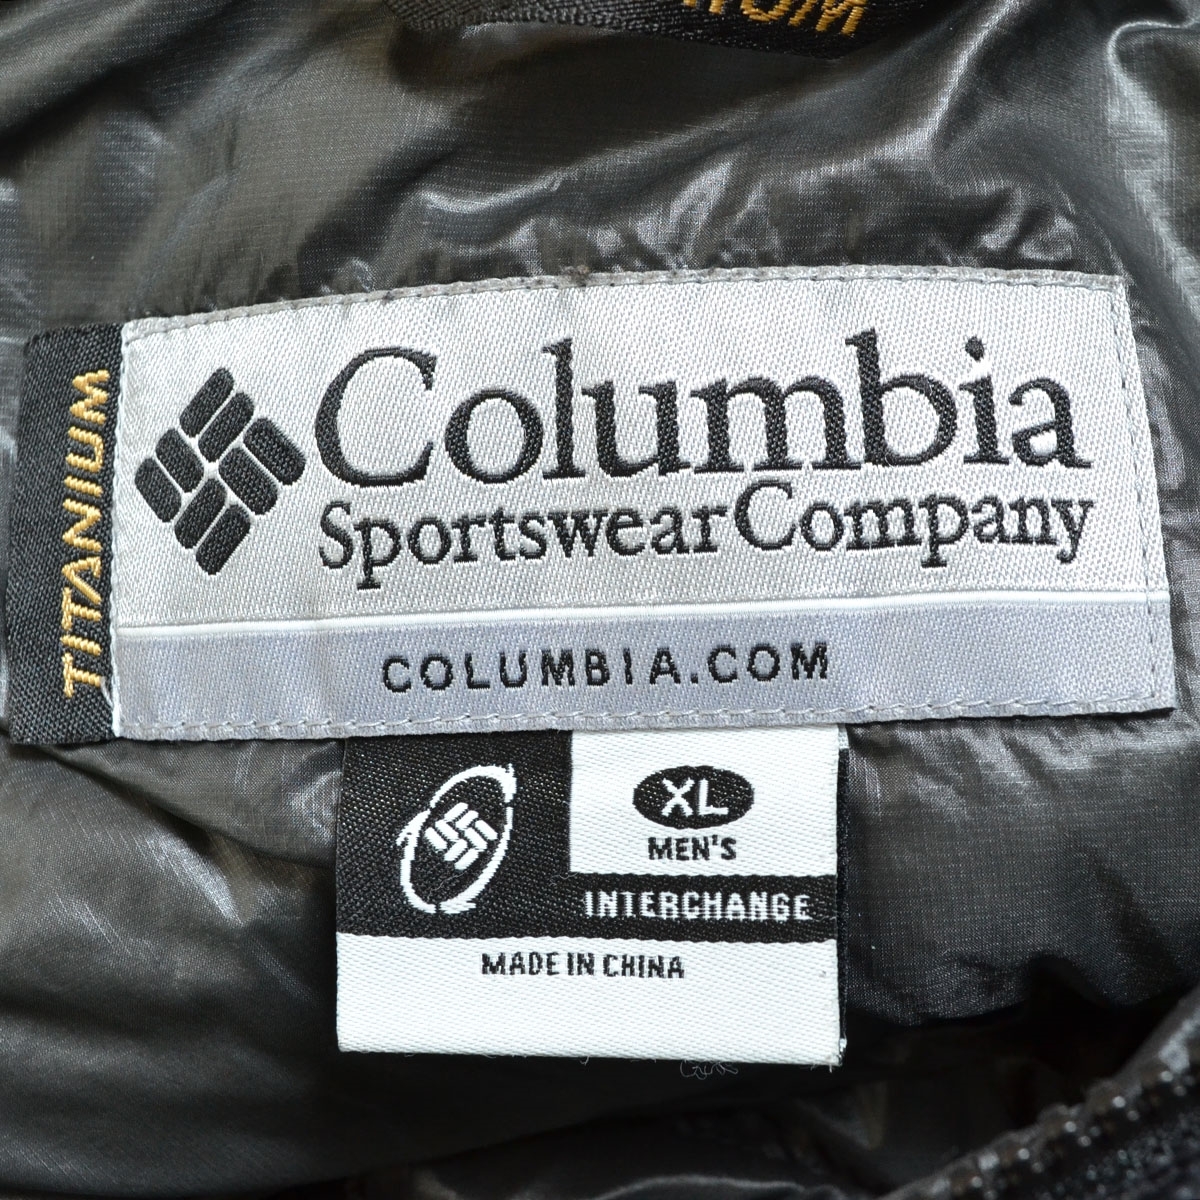 TITANIUM
Columbia
Sportswear Company
COLUMBIA.COM
XL
MEN'S
INTERCHANGE
MADE IN CHINA